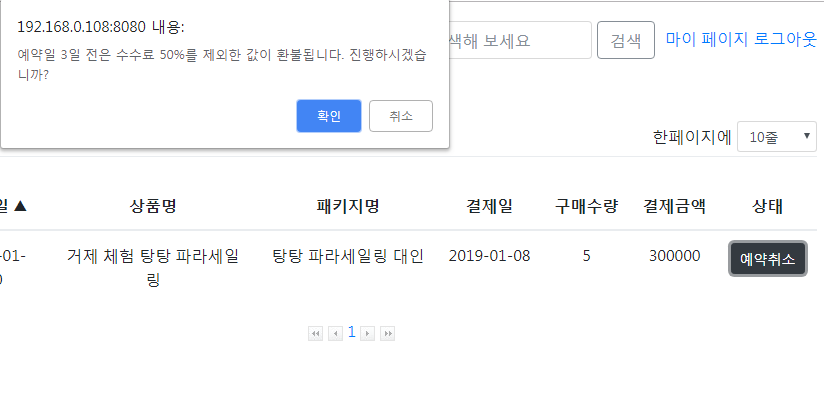 192.168.0.108:8080 내용:
예약일 3일 전은 수수료 50%를 제외한 값이 환불됩니다. 진행하시겠습
니까?
확인 취소
색해 보세요 검색 마이 페이지 로그아웃
한페이지에 10줄
일 ▲ 상품명 패키지명 결제일 구매수량 결제금액 상태
-01- 거제 체험 탕탕 파라세일 탕탕 파라세일링 대인 2019-01-08 5 300000 예약취소
링
1